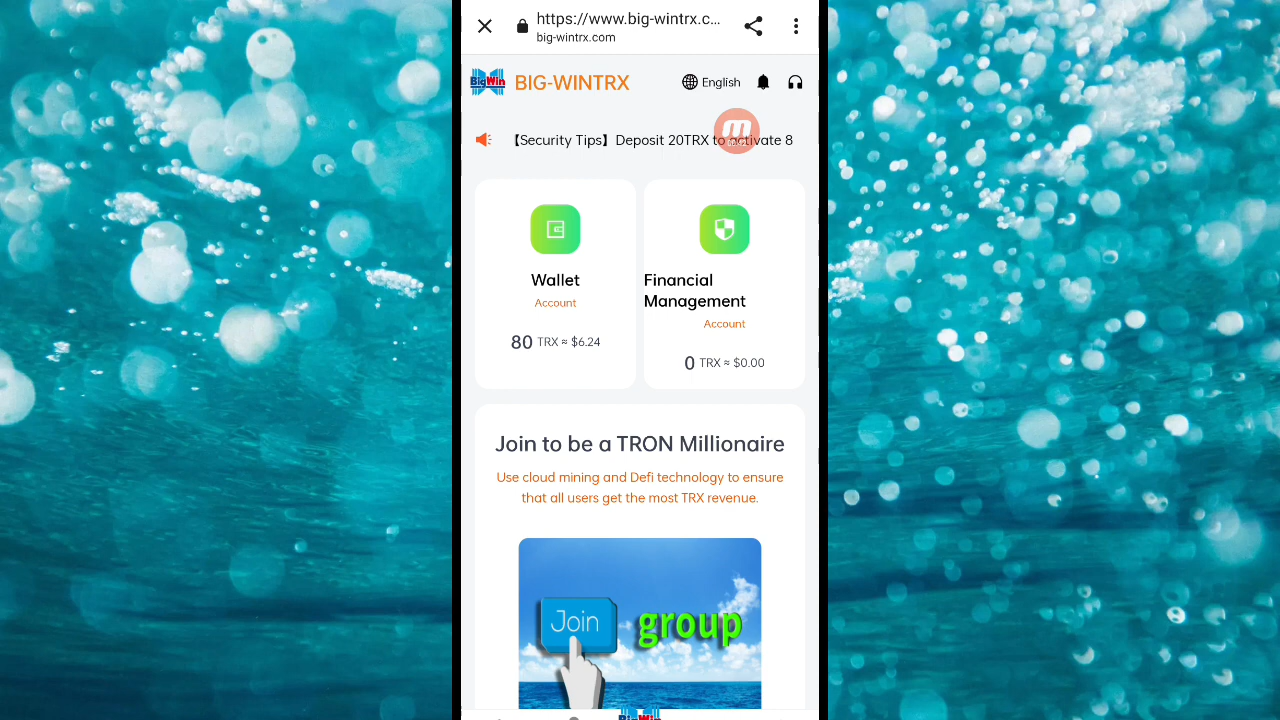 https://www.big-wintrx.c...
big-wintrx.com
BigWin
BIG-WINTRX
English
【Security Tips】Deposit 20TRX to activate 8
Wallet
Account
80 TRX ≈ $6.24
Financial
Management
Account
0 TRX ≈ $0.00
Join to be a TRON Millionaire
Use cloud mining and Defi technology to ensure
that all users get the most TRX revenue.
Join group
BigWin